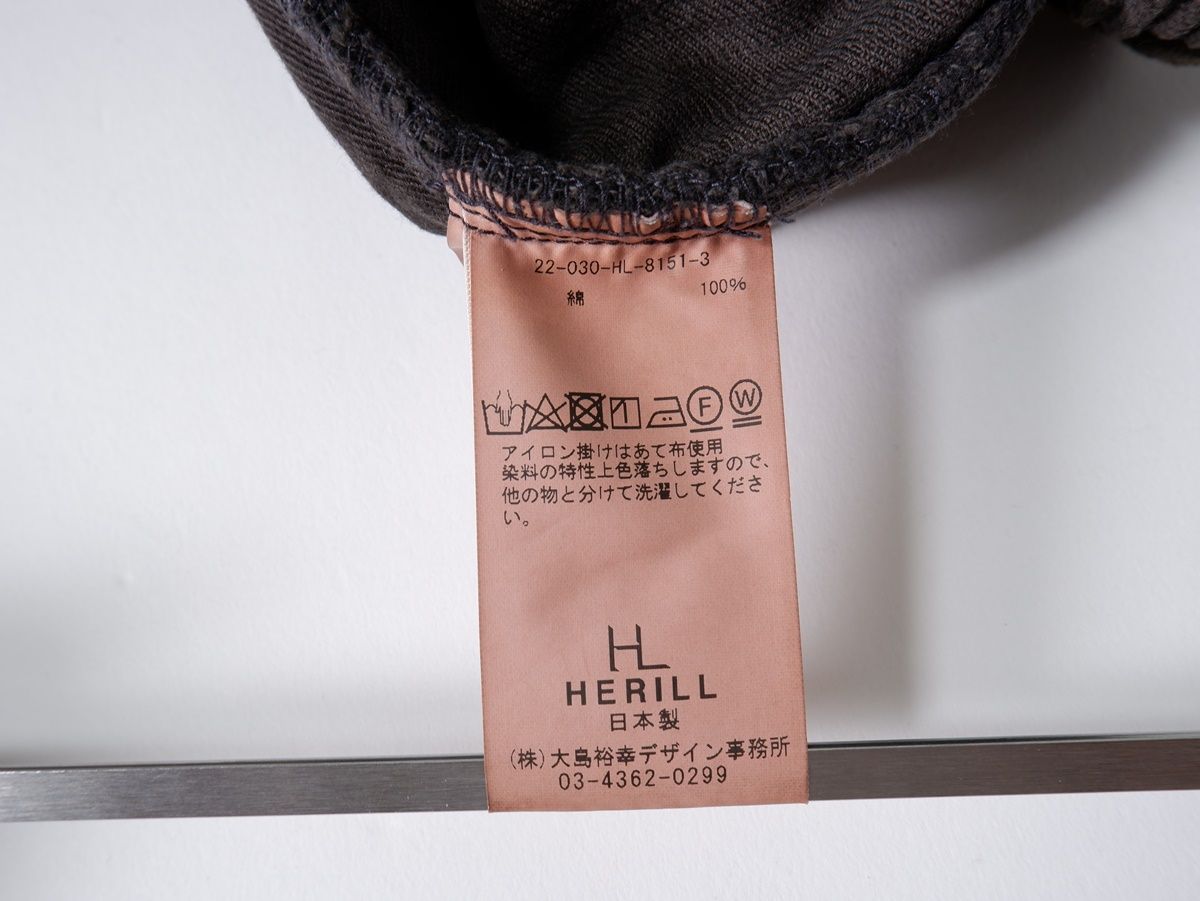 22-030-HL-8151-3
綿 100%
F W
アイロン掛けはあて布使用
染料の特性上色落ちしますので、
他の物と分けて洗濯してくださ
い。
HL
HERILL
日本製
(株)大島裕幸デザイン事務所
03-4362-0299